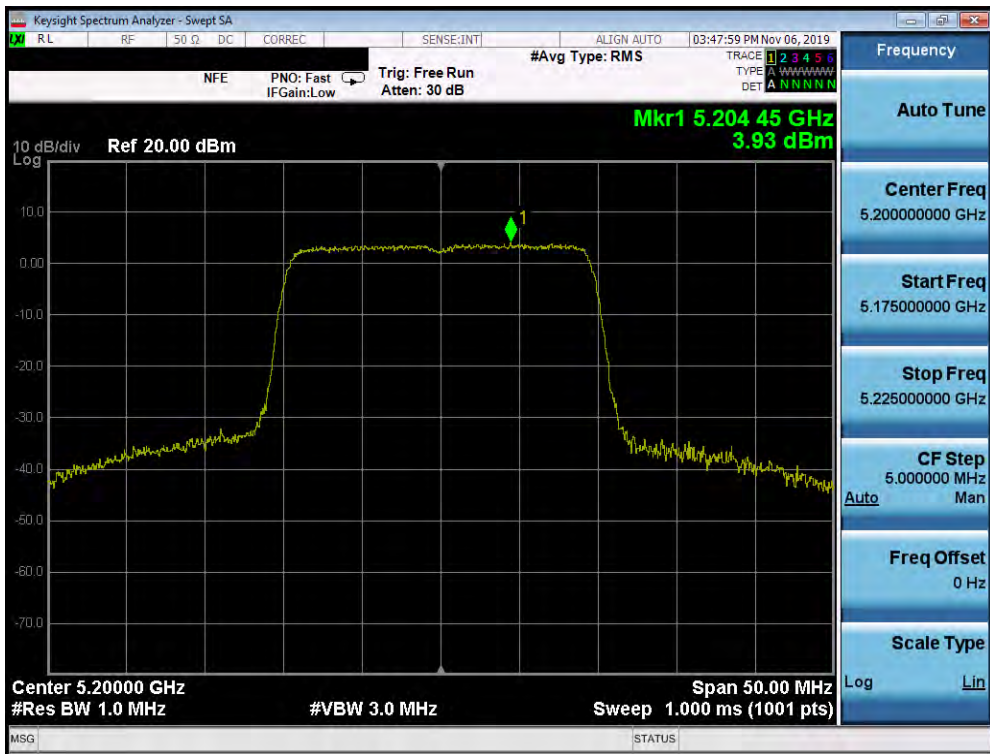 Keysight Spectrum Analyzer - Swept SA
LXI RL RF 50 Ω DC CORREC SENSE:INT ALIGN AUTO 03:47:59 PM Nov 06, 2019
NFE PNO: Fast Trig: Free Run #Avg Type: RMS TRACE 1 2 3 4 5 6
IFGain:Low Atten: 30 dB TYPE A WWWWW
DET A N N N N N
Mkr1 5.204 45 GHz
3.93 dBm
10 dB/div Ref 20.00 dBm
Log
1
10.0
0.00
-10.0
-20.0
-30.0
-40.0
-50.0
-60.0
-70.0
Center 5.20000 GHz Span 50.00 MHz
#Res BW 1.0 MHz #VBW 3.0 MHz Sweep 1.000 ms (1001 pts)
MSG STATUS
Frequency
Auto Tune
Center Freq
5.200000000 GHz
Start Freq
5.175000000 GHz
Stop Freq
5.225000000 GHz
CF Step
5.000000 MHz
Auto Man
Freq Offset
0 Hz
Scale Type
Log Lin